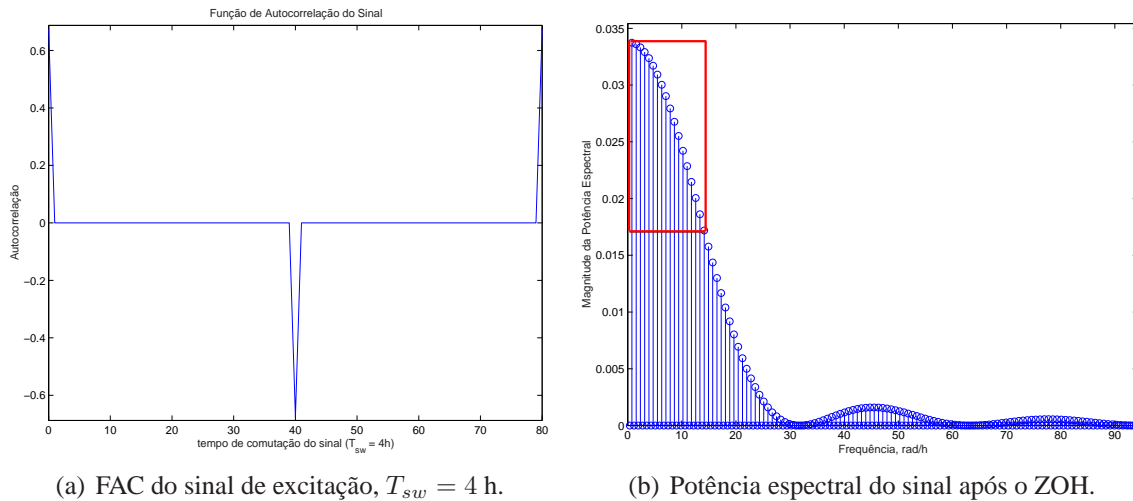 Função de Autocorrelação do Sinal
Autocorrelação
0.6
0.4
0.2
0
−0.2
−0.4
−0.6
0 10 20 30 40 50 60 70 80
tempo de comutação do sinal (Tsw = 4h)
(a) FAC do sinal de excitação, Tsw = 4 h.
Magnitude da Potência Espectral
0.035
0.03
0.025
0.02
0.015
0.01
0.005
0
0 10 20 30 40 50 60 70 80 90
Frequência, rad/h
(b) Potência espectral do sinal após o ZOH.